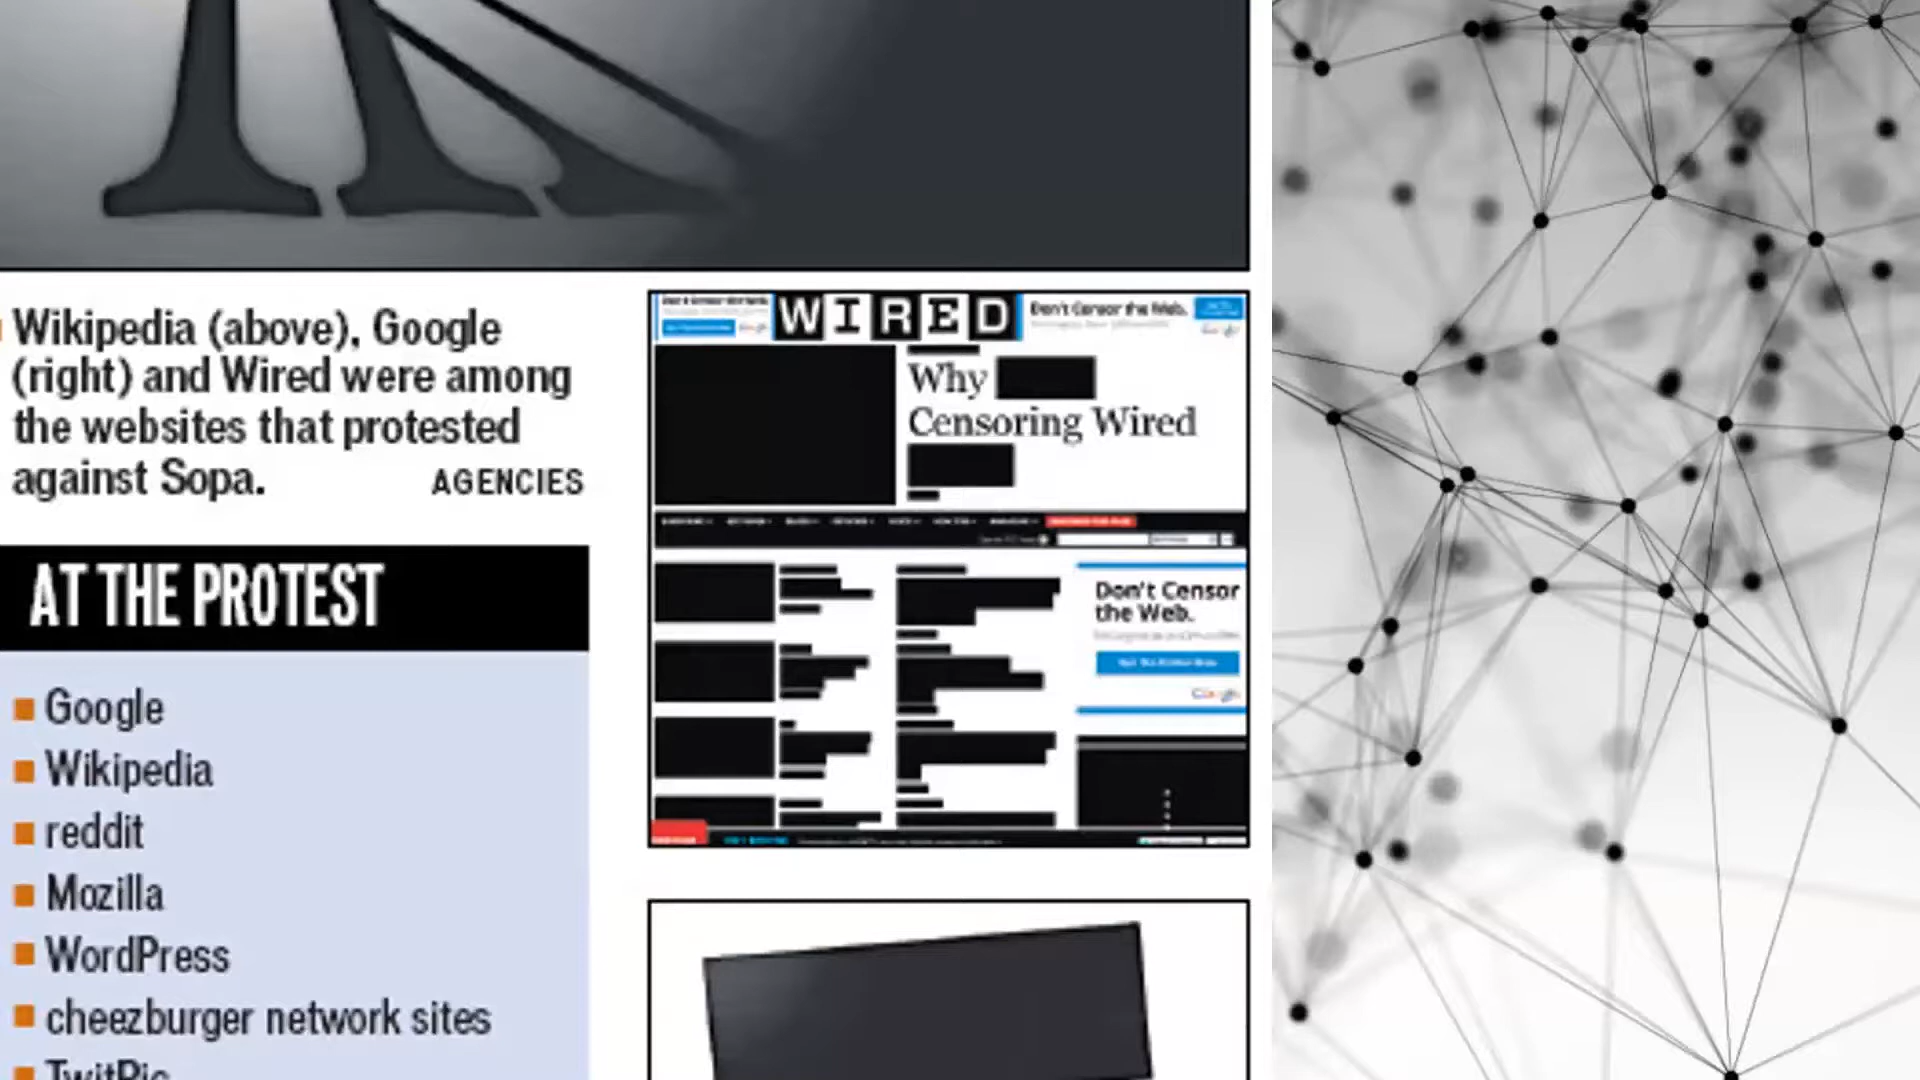 Wikipedia (above), Google
(right) and Wired were among
the websites that protested
against Sopa.
AGENCIES
AT THE PROTEST
Google
Wikipedia
reddit
Mozilla
WordPress
cheezburger network sites
TwitPic
WIRED
Don't Censor the Web.
Why
Censoring Wired
Don't Censor
the Web.
Google